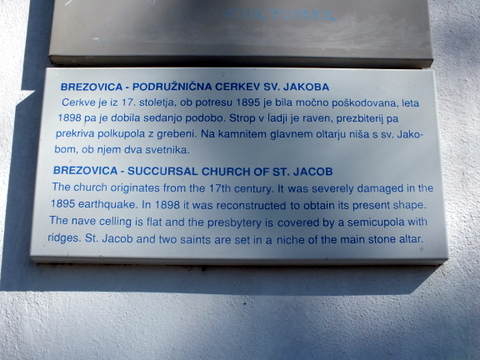 BREZOVICA - PODRUŽNIČNA CERKEV SV. JAKOBA
Cerkve je iz 17. stoletja, ob potresu 1895 je bila močno poškodovana, leta
1898 pa je dobila sedanjo podobo. Strop v ladji je raven, prezbiterij pa
prekriva polkupola z grebeni. Na kamnitem glavnem oltarju niša s sv. Jako-
bom, ob njem dva svetnika.
BREZOVICA - SUCCURSAL CHURCH OF ST. JACOB
The church originates from the 17th century. It was severely damaged in the
1895 earthquake. In 1898 it was reconstructed to obtain its present shape.
The nave celling is flat and the presbytery is covered by a semicupola with
ridges. St. Jacob and two saints are set in a niche of the main stone altar.